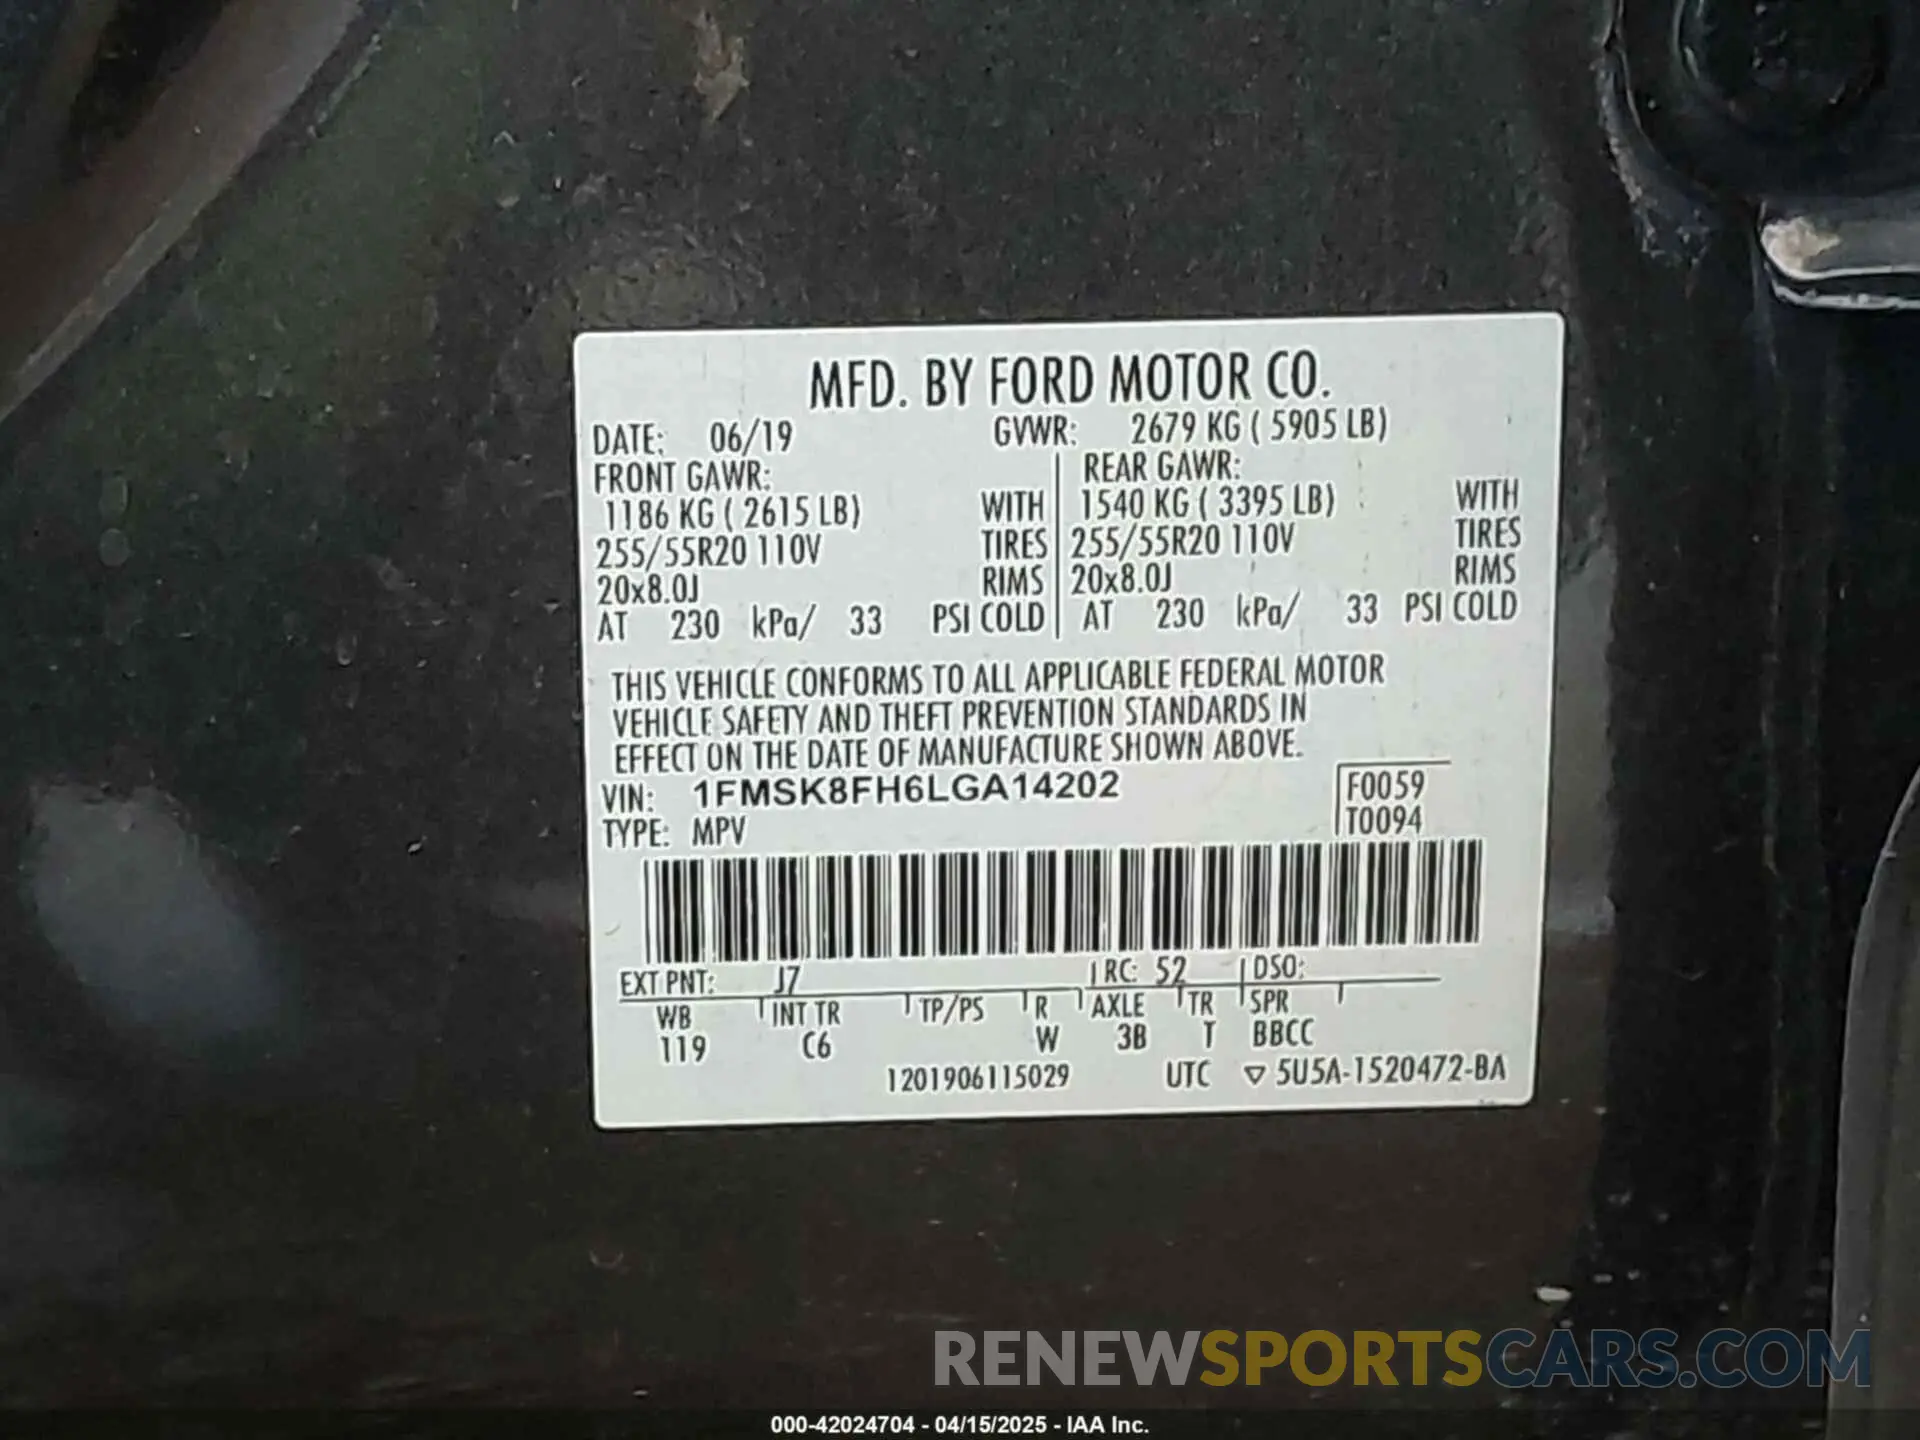 MFD. BY FORD MOTOR CO.
DATE: 06/19 GVWR: 2679 KG ( 5905 LB)
FRONT GAWR: REAR GAWR:
1186 KG ( 2615 LB) WITH 1540 KG ( 3395 LB) WITH
255/55R20 110V TIRES 255/55R20 110V TIRES
20x8.0J RIMS 20x8.0J RIMS
AT 230 kPa/ 33 PSI COLD AT 230 kPa/ 33 PSI COLD
THIS VEHICLE CONFORMS TO ALL APPLICABLE FEDERAL MOTOR
VEHICLE SAFETY AND THEFT PREVENTION STANDARDS IN
EFFECT ON THE DATE OF MANUFACTURE SHOWN ABOVE.
VIN: 1FMSK8FH6LGA14202 F0059
TYPE: MPV T0094
EXT PNT: J7 RC: 52 DSO:
WB INT TR TP/PS R AXLE TR SPR
119 C6 W 3B T BBCC
1201906115029 UTC ▽ 5U5A-1520472-BA
RENEWSPORTSCARS.COM
000-42024704 - 04/15/2025 - IAA Inc.